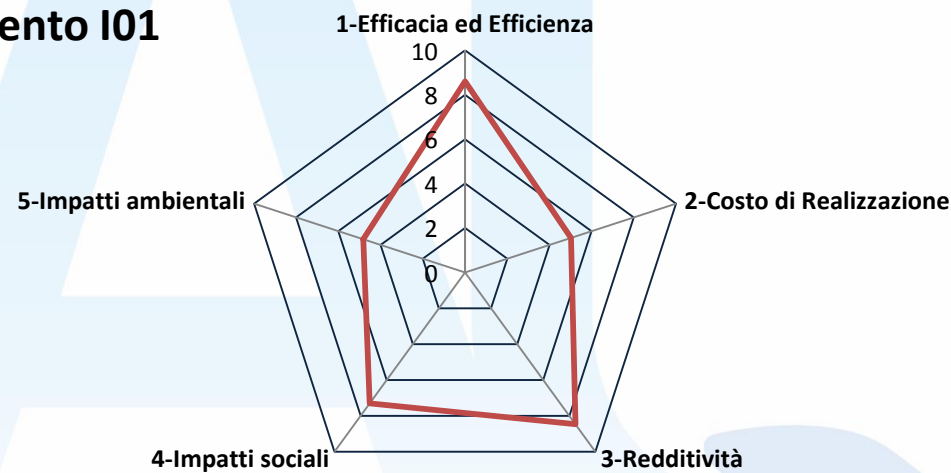 ento I01
1-Efficacia ed Efficienza
10
8
6
4
2
0
5-Impatti ambientali
2-Costo di Realizzazione
4-Impatti sociali
3-Redditività